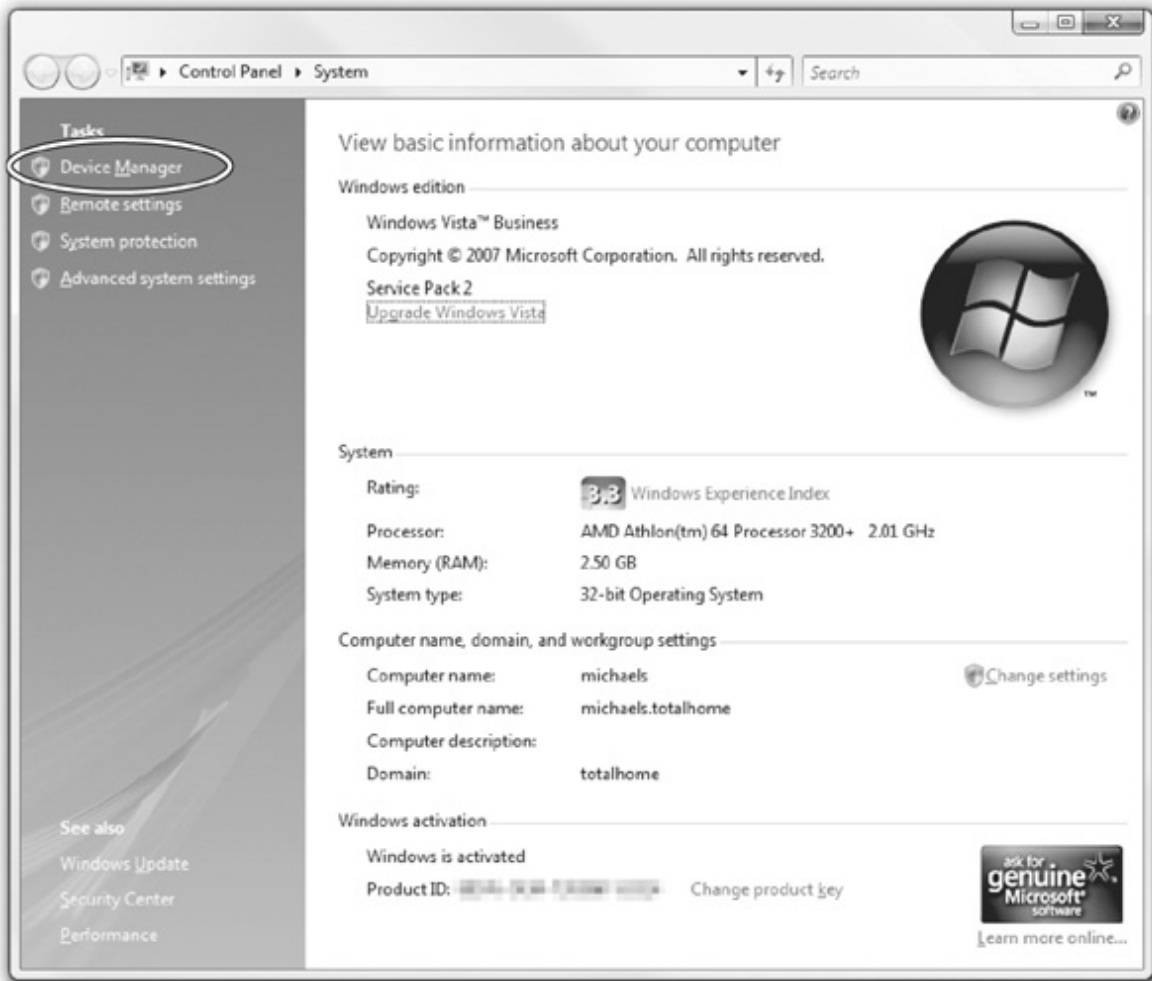 Control Panel ▸ System
Search
Tasks
Device Manager
Remote settings
System protection
Advanced system settings
See also
Windows Update
Security Center
Performance
View basic information about your computer
Windows edition
Windows Vista™ Business
Copyright © 2007 Microsoft Corporation. All rights reserved.
Service Pack 2
Upgrade Windows Vista
TM
System
Rating: 3.3 Windows Experience Index
Processor: AMD Athlon(tm) 64 Processor 3200+ 2.01 GHz
Memory (RAM): 2.50 GB
System type: 32-bit Operating System
Computer name, domain, and workgroup settings
Computer name: michaels Change settings
Full computer name: michaels.totalhome
Computer description:
Domain: totalhome
Windows activation
Windows is activated
Product ID: Change product key
ask for
genuine
Microsoft®
software
Learn more online...